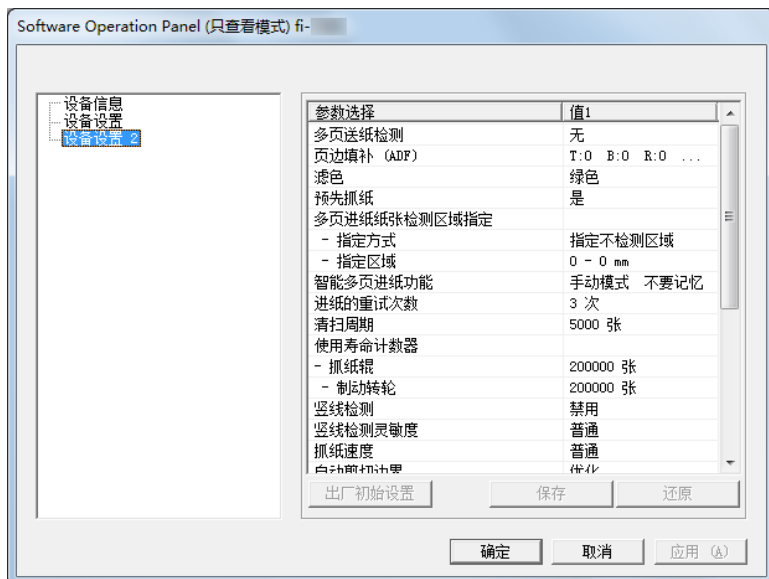 Software Operation Panel (只查看模式) fi-
设备信息
设备设置
设备设置 2
参数选择 值1
多页送纸检测 无
页边填补 (ADF) T:0 B:0 R:0 ...
滤色 绿色
预先抓纸 是
多页进纸纸张检测区域指定
- 指定方式 指定不检测区域
- 指定区域 0 - 0 mm
智能多页进纸功能 手动模式 不要记忆
进纸的重试次数 3 次
清扫周期 5000 张
使用寿命计数器
- 抓纸辊 200000 张
- 制动转轮 200000 张
竖线检测 禁用
竖线检测灵敏度 普通
抓纸速度 普通
自动剪切边界 优化
出厂初始设置 保存 还原
确定 取消 应用 (A)